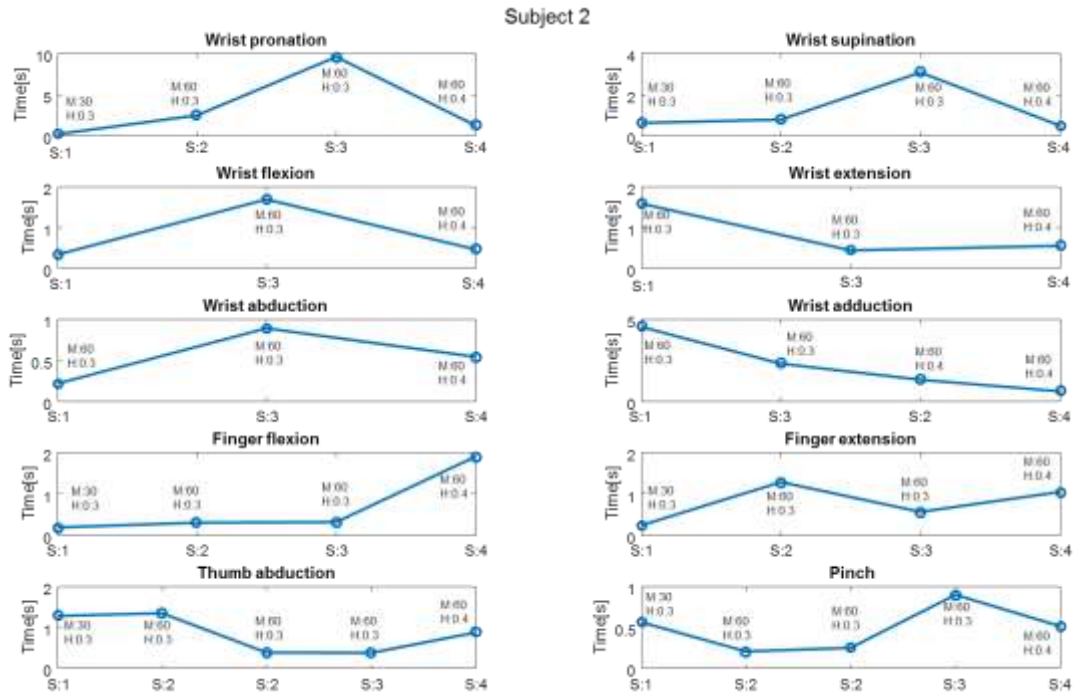 Subject 2
Wrist pronation
Time[s]
10
5
0
M:30
H:0.3
M:60
H:0.3
M:60
H:0.3
M:60
H:0.4
S:1
S:2
S:3
S:4
Wrist supination
Time[s]
4
2
0
M:30
H:0.3
M:60
H:0.3
M:60
H:0.3
M:60
H:0.4
S:1
S:2
S:3
S:4
Wrist flexion
Time[s]
2
1
0
M:60
H:0.3
M:60
H:0.4
S:1
S:3
S:4
Wrist extension
Time[s]
2
1
0
M:60
H:0.3
M:60
H:0.3
M:60
H:0.4
S:1
S:3
S:4
Wrist abduction
Time[s]
1
0.5
0
M:60
H:0.3
M:60
H:0.3
M:60
H:0.4
S:1
S:3
S:4
Wrist adduction
Time[s]
5
0
M:60
H:0.3
M:60
H:0.3
M:60
H:0.4
M:60
H:0.4
S:1
S:3
S:2
S:4
Finger flexion
Time[s]
2
1
0
M:30
H:0.3
M:60
H:0.3
M:60
H:0.3
M:60
H:0.4
S:1
S:2
S:3
S:4
Finger extension
Time[s]
2
1
0
M:30
H:0.3
M:60
H:0.3
M:60
H:0.3
M:60
H:0.4
S:1
S:2
S:3
S:4
Thumb abduction
Time[s]
2
1
0
M:30
H:0.3
M:60
H:0.3
M:60
H:0.3
M:60
H:0.3
M:60
H:0.4
S:1
S:2
S:2
S:3
S:4
Pinch
Time[s]
1
0.5
0
M:30
H:0.3
M:60
H:0.3
M:60
H:0.3
M:60
H:0.3
M:60
H:0.4
S:1
S:2
S:2
S:3
S:4